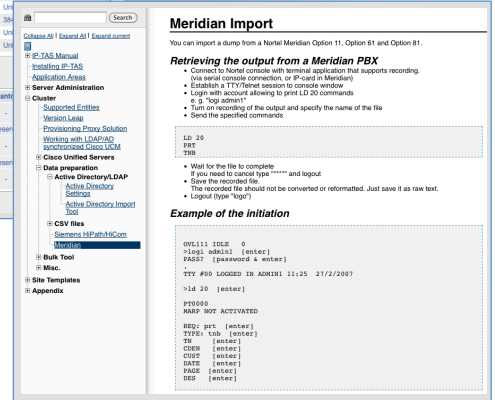 Uni
384
Uni
Uni
anto
esen
-
esen
-
Search
Collapse All | Expand All | Expand current
IP-TAS Manual
Installing IP-TAS
Application Areas
Server Administration
Cluster
Supported Entities
Version Leap
Provisioning Proxy Solution
Working with LDAP/AD
synchronized Cisco UCM
Cisco Unified Servers
Data preparation
Active Directory/LDAP
Active Directory
Settings
Active Directory Import
Tool
CSV files
Siemens HiPath/HiCom
Meridian
Bulk Tool
Misc.
Site Templates
Appendix
Meridian Import
You can import a dump from a Nortel Meridian Option 11, Option 61 and Option 81.
Retrieving the output from a Meridian PBX
• Connect to Nortel console with terminal application that supports recording.
(via serial console connection, or IP-card in Meridian)
• Establish a TTY/Telnet session to console window
• Login with account allowing to print LD 20 commands
e. g. "logi admin1"
• Turn on recording of the output and specify the name of the file
• Send the specified commands
LD 20
PRT
TNB
• Wait for the file to complete
If you need to cancel type "****" and logout
• Save the recorded file.
The recorded file should not be converted or reformatted. Just save it as raw text.
• Logout (type "logo")
Example of the initiation
OVL111 IDLE 0
>logi admin1 [enter]
PASS? [password & enter]
.
TTY #00 LOGGED IN ADMIN1 11:25 27/2/2007
>ld 20 [enter]
PT0000
MARP NOT ACTIVATED
REQ: prt [enter]
TYPE: tnb [enter]
TN [enter]
CDEN [enter]
CUST [enter]
DATE [enter]
PAGE [enter]
DES [enter]